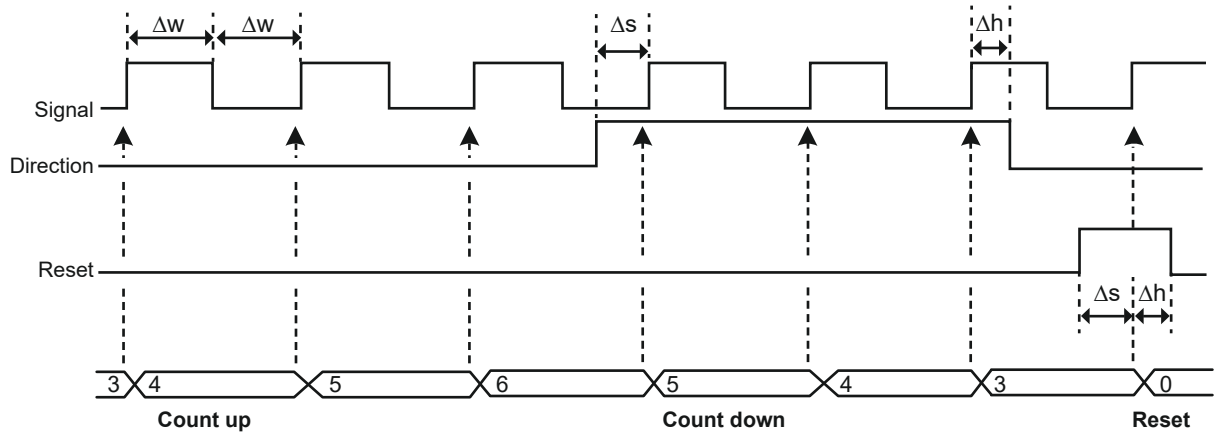 Δw Δw Δs Δh
Signal
Direction
Reset
Δs Δh
3 4 5 6 5 4 3 0
Count up Count down Reset